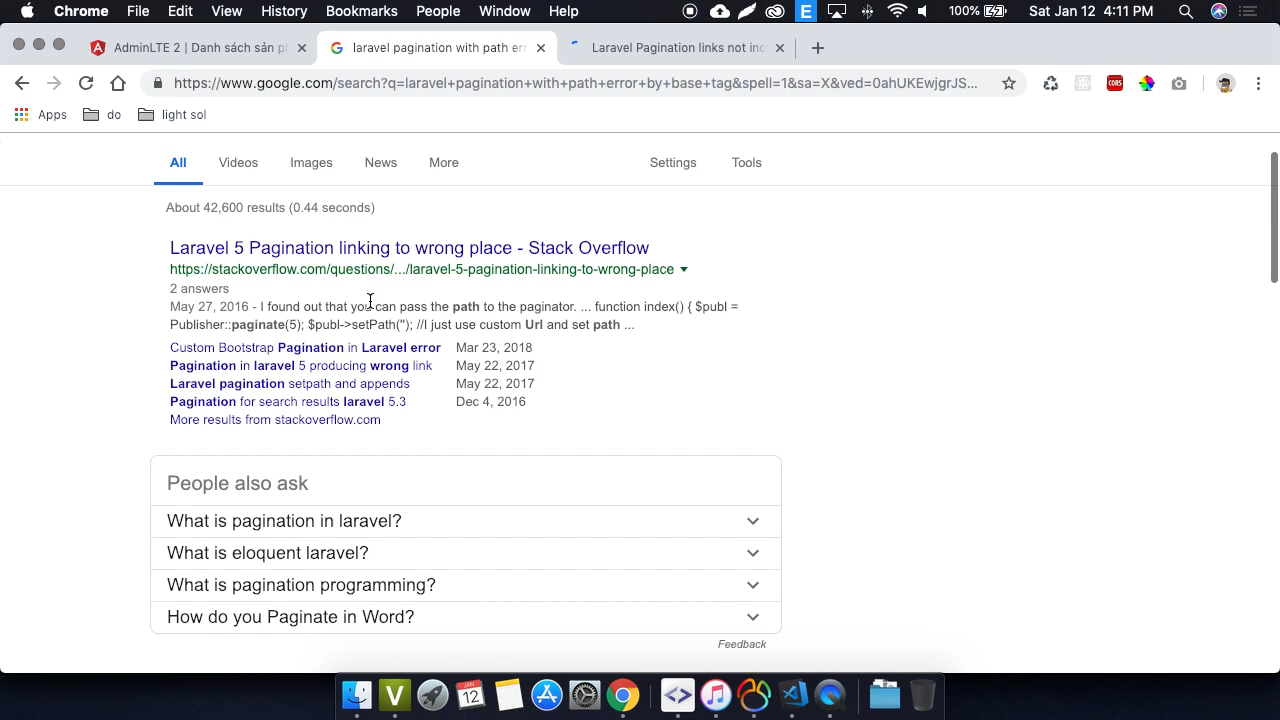 Chrome File Edit View History Bookmarks People Window Help 100% Sat Jan 12 4:11 PM
AdminLTE 2 | Danh sách sản p
laravel pagination with path err
Laravel Pagination links not inc
https://www.google.com/search?q=laravel+pagination+with+path+error+by+base+tag&spell=1&sa=X&ved=0ahUKEwjgrJS...
CORS
Apps do light sol
All Videos Images News More Settings Tools
About 42,600 results (0.44 seconds)
Laravel 5 Pagination linking to wrong place - Stack Overflow
https://stackoverflow.com/questions/.../laravel-5-pagination-linking-to-wrong-place
2 answers
May 27, 2016 - I found out that you can pass the path to the paginator. ... function index() { $publ =
Publisher::paginate(5); $publ->setPath(''); //I just use custom Url and set path ...
Custom Bootstrap Pagination in Laravel error Mar 23, 2018
Pagination in laravel 5 producing wrong link May 22, 2017
Laravel pagination setpath and appends May 22, 2017
Pagination for search results laravel 5.3 Dec 4, 2016
More results from stackoverflow.com
People also ask
What is pagination in laravel?
What is eloquent laravel?
What is pagination programming?
How do you Paginate in Word?
Feedback
JAN
12